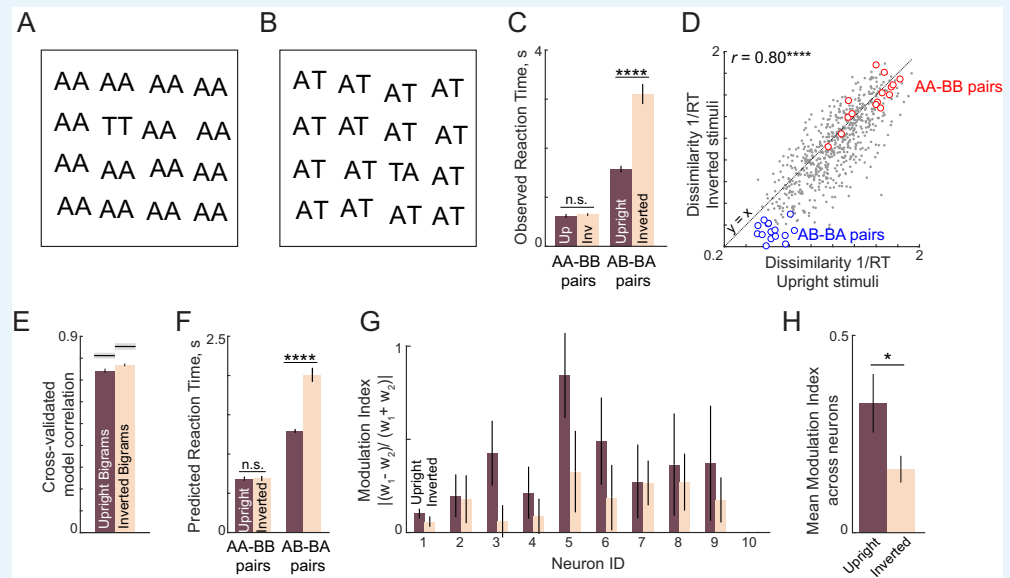 A
AA AA AA AA
AA TT AA AA
AA AA AA AA
AA AA AA AA
B
AT AT AT AT
AT AT AT AT
AT AT TA AT
AT AT AT AT
C
Observed Reaction Time, s
4
0
n.s.
****
Up
Inv
Upright
Inverted
AA-BB
pairs
AB-BA
pairs
D
r = 0.80****
Dissimilarity 1/RT
Inverted stimuli
2
0.2
2
AA-BB pairs
AB-BA pairs
y = x
Dissimilarity 1/RT
Upright stimuli
E
Cross-validated
model correlation
0.9
0
Upright Bigrams
Inverted Bigrams
F
Predicted Reaction Time, s
2.5
0
n.s.
****
Upright
Inverted
AA-BB
pairs
AB-BA
pairs
G
Modulation Index
|(w1- w2)/ (w1+ w2)|
1
0
Upright
Inverted
1 2 3 4 5 6 7 8 9 10
Neuron ID
H
Mean Modulation Index
across neurons
0.5
0
*
Upright
Inverted